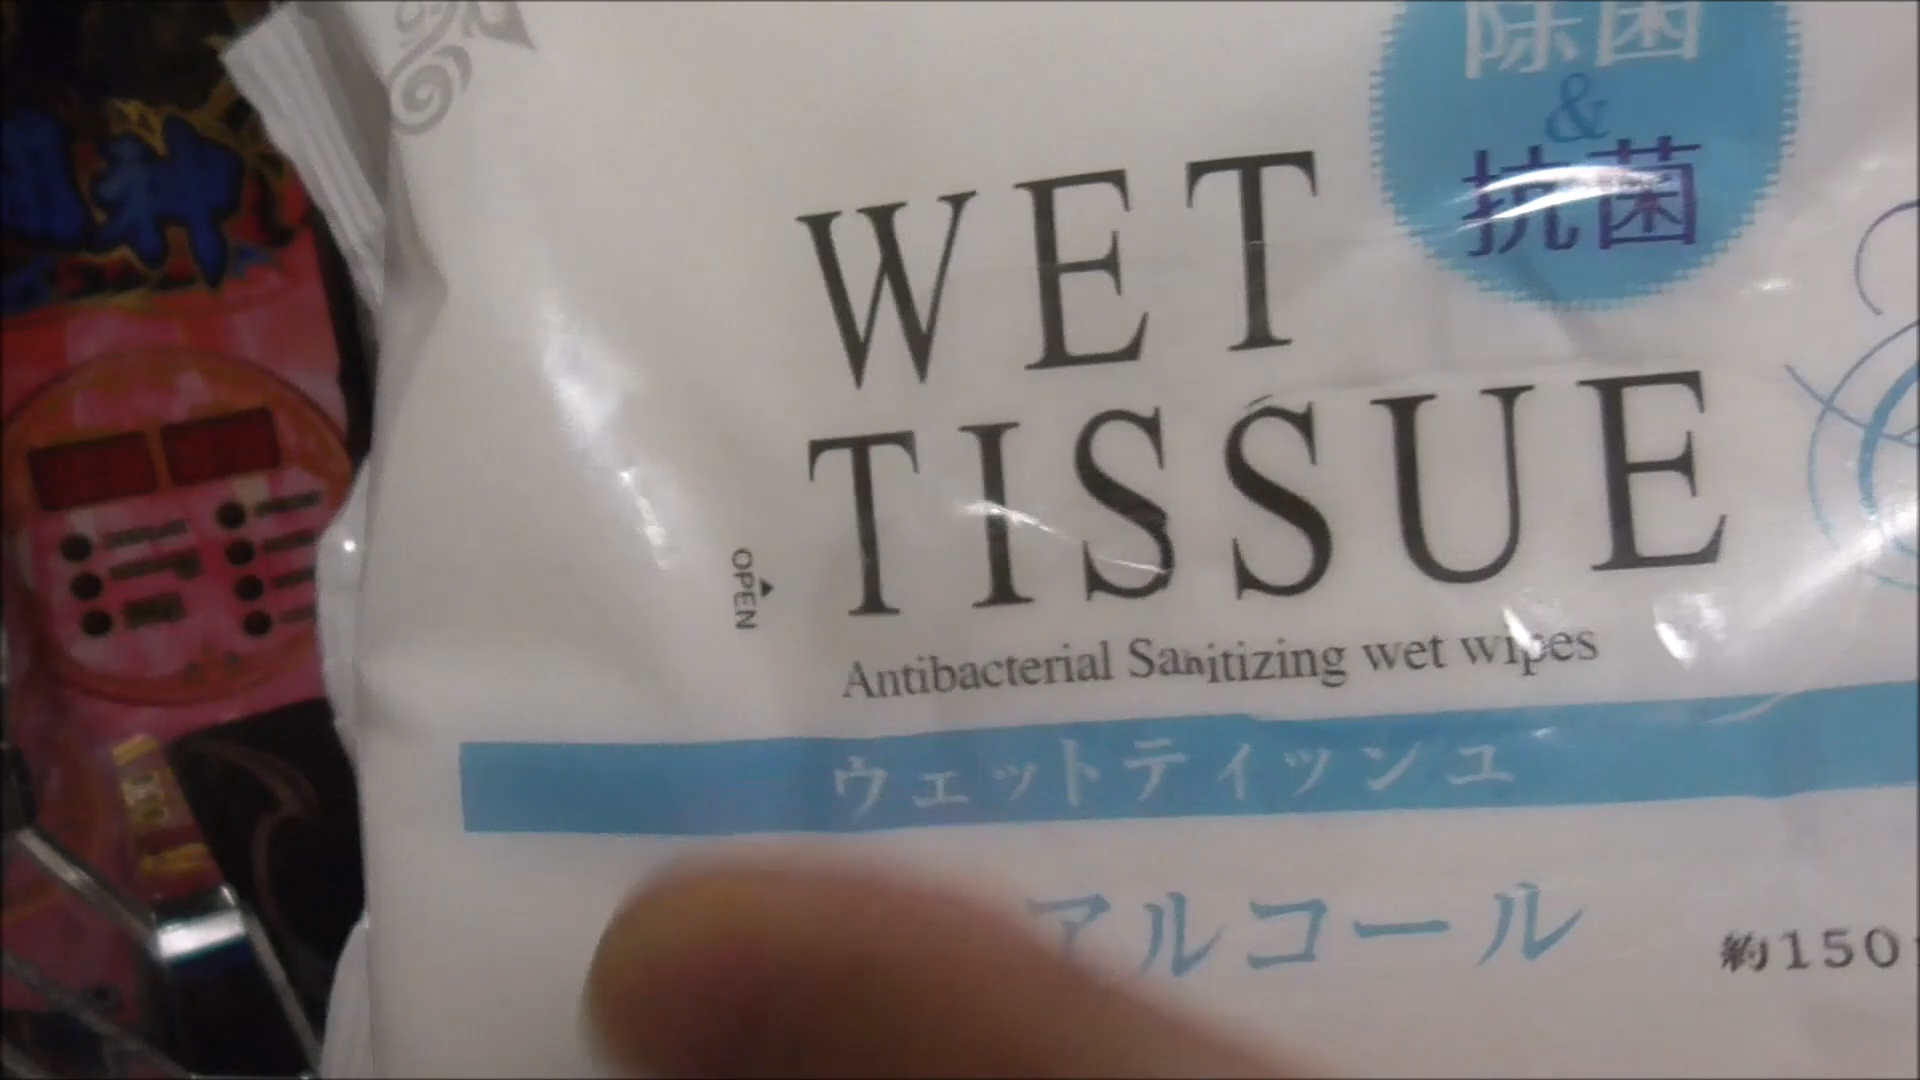 除菌
&
抗菌
WET
TISSUE
OPEN
Antibacterial Sanitizing wet wipes
ウェットティッシュ
アルコール
約150
神